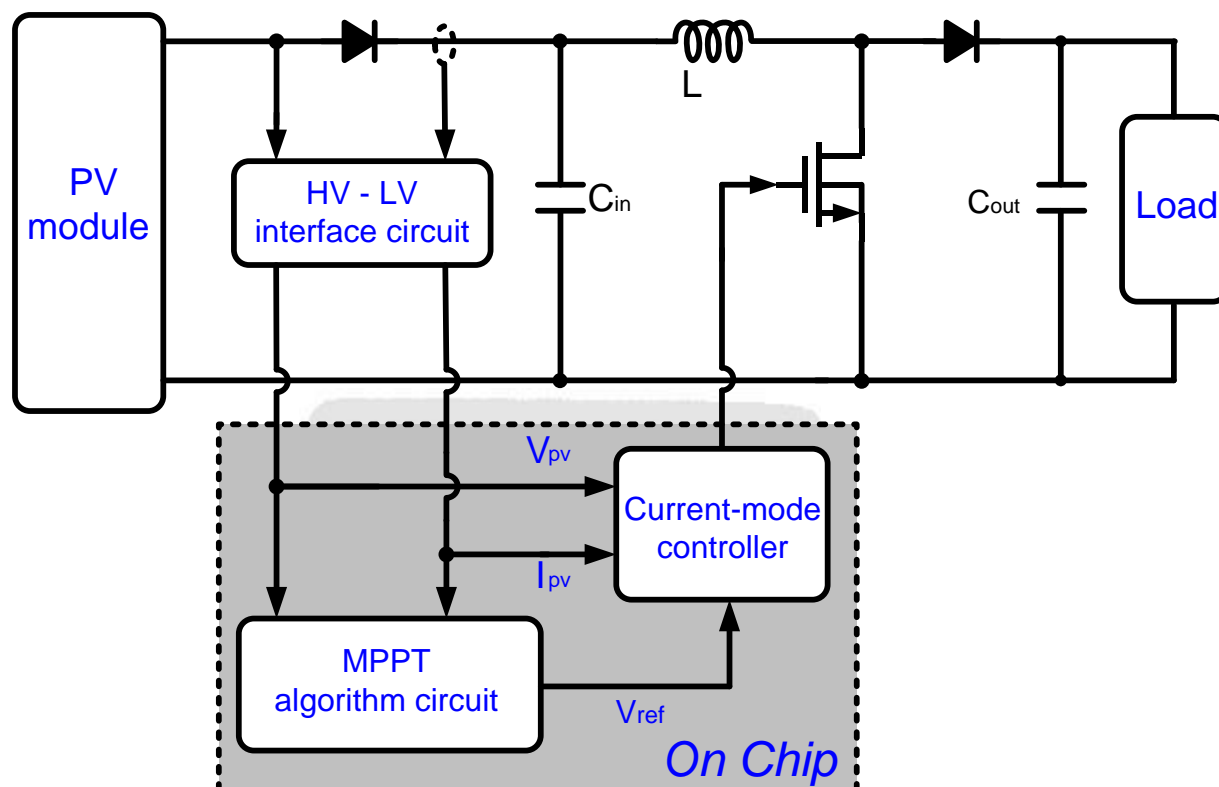 PV
module
HV - LV
interface circuit
Cin
L
Cout
Load
Vpv
Current-mode
controller
Ipv
MPPT
algorithm circuit
Vref
On Chip